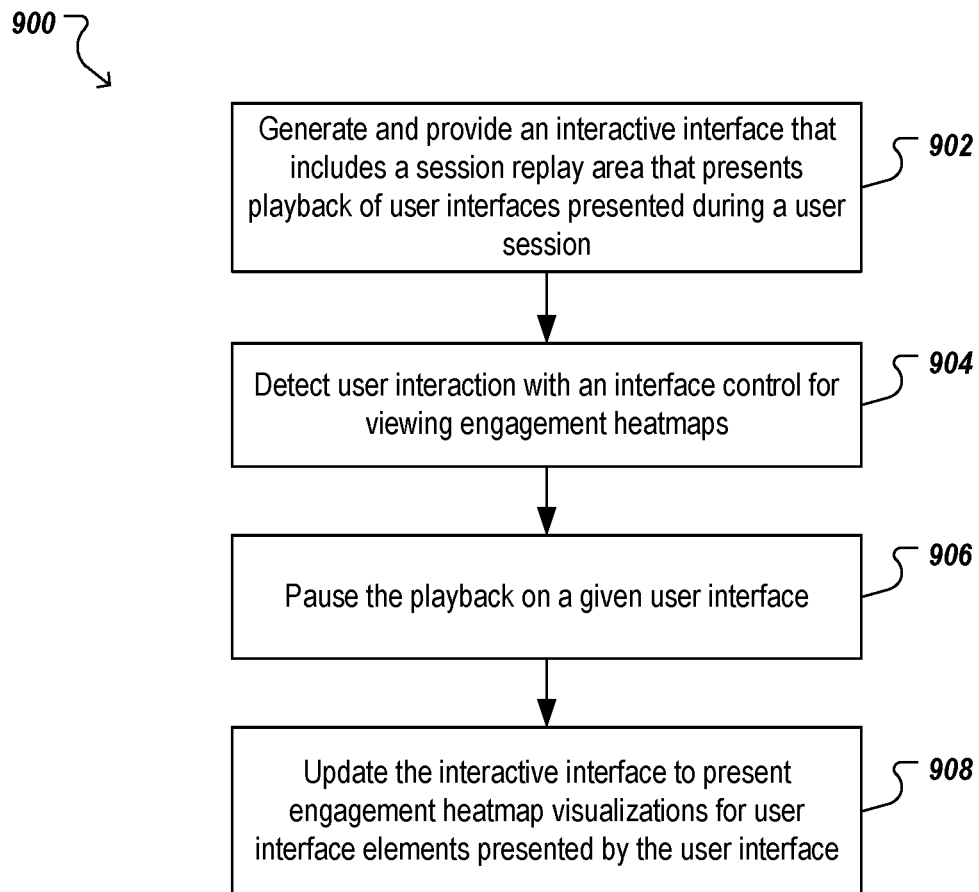 900
Generate and provide an interactive interface that
includes a session replay area that presents
playback of user interfaces presented during a user
session
902
Detect user interaction with an interface control for
viewing engagement heatmaps
904
Pause the playback on a given user interface
906
Update the interactive interface to present
engagement heatmap visualizations for user
interface elements presented by the user interface
908